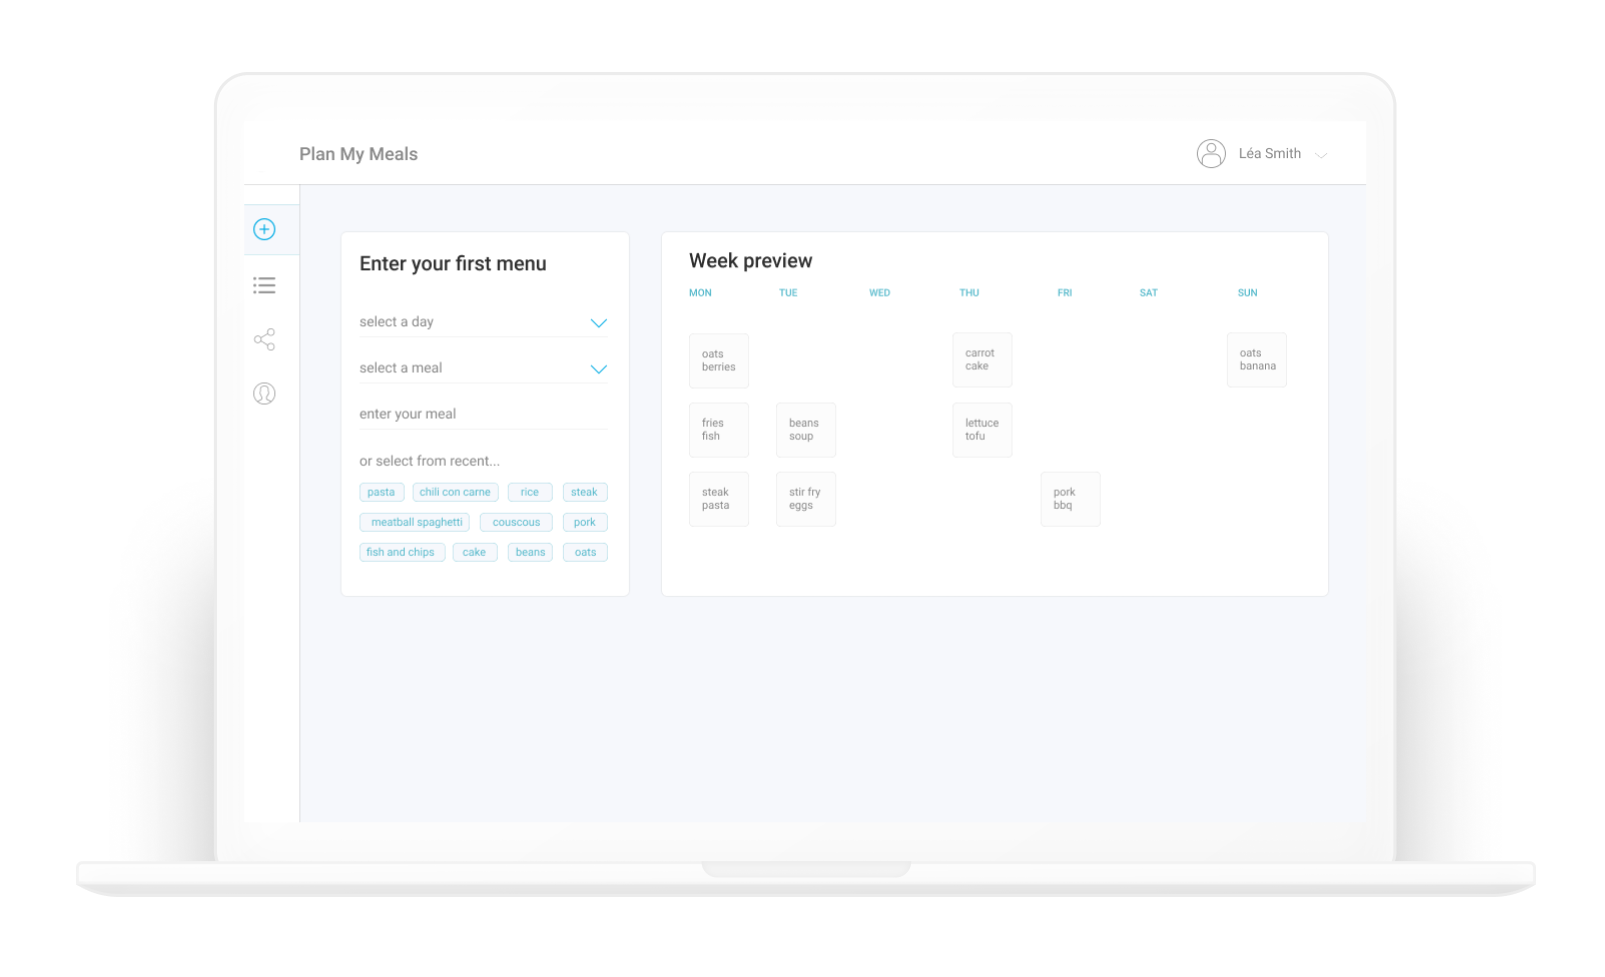 Plan My Meals
Léa Smith
Enter your first menu
select a day
select a meal
enter your meal
or select from recent...
pasta chili con carne rice steak
meatball spaghetti couscous pork
fish and chips cake beans oats
Week preview
MON TUE WED THU FRI SAT SUN
oats
berries
carrot
cake
oats
banana
fries
fish
beans
soup
lettuce
tofu
steak
pasta
stir fry
eggs
pork
bbq